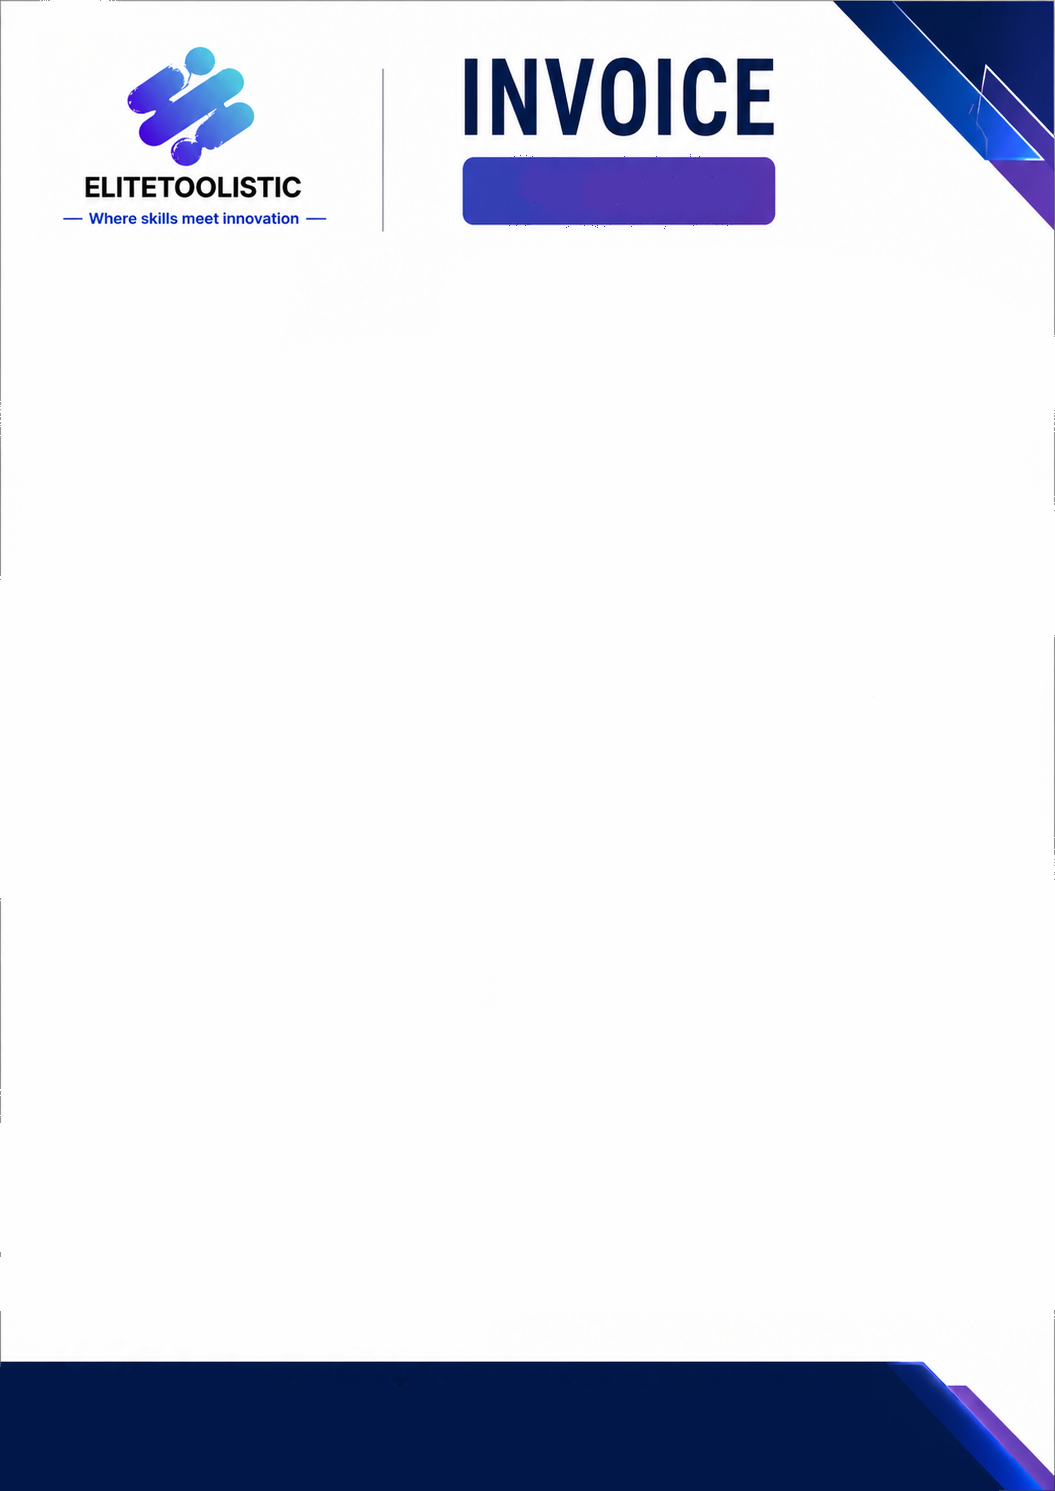 INVOICE
ELITETOOLISTIC
Where skills meet innovation